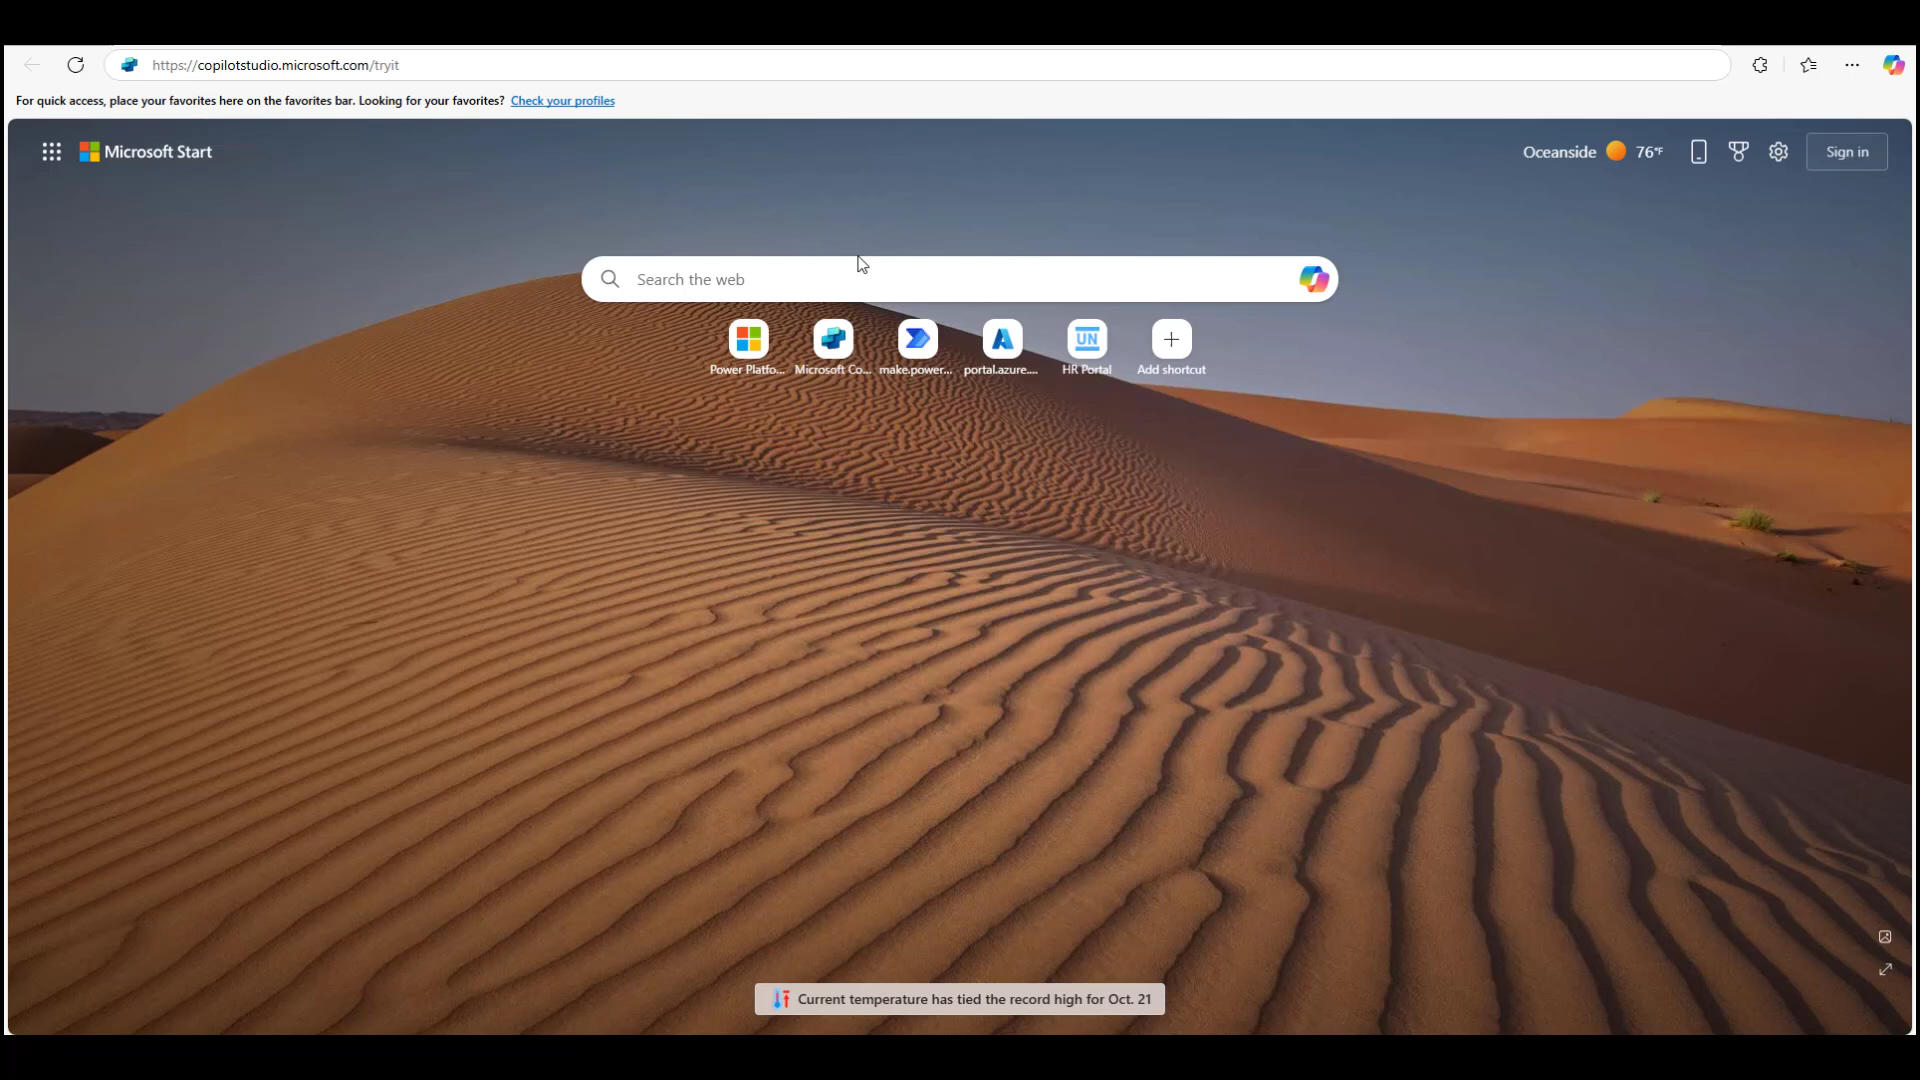 https://copilotstudio.microsoft.com/tryit
For quick access, place your favorites here on the favorites bar. Looking for your favorites? Check your profiles
Microsoft Start
Oceanside 76°F
Sign in
Search the web
Power Platfo...
Microsoft Co...
make.power...
portal.azure....
UN
HR Portal
Add shortcut
Current temperature has tied the record high for Oct. 21